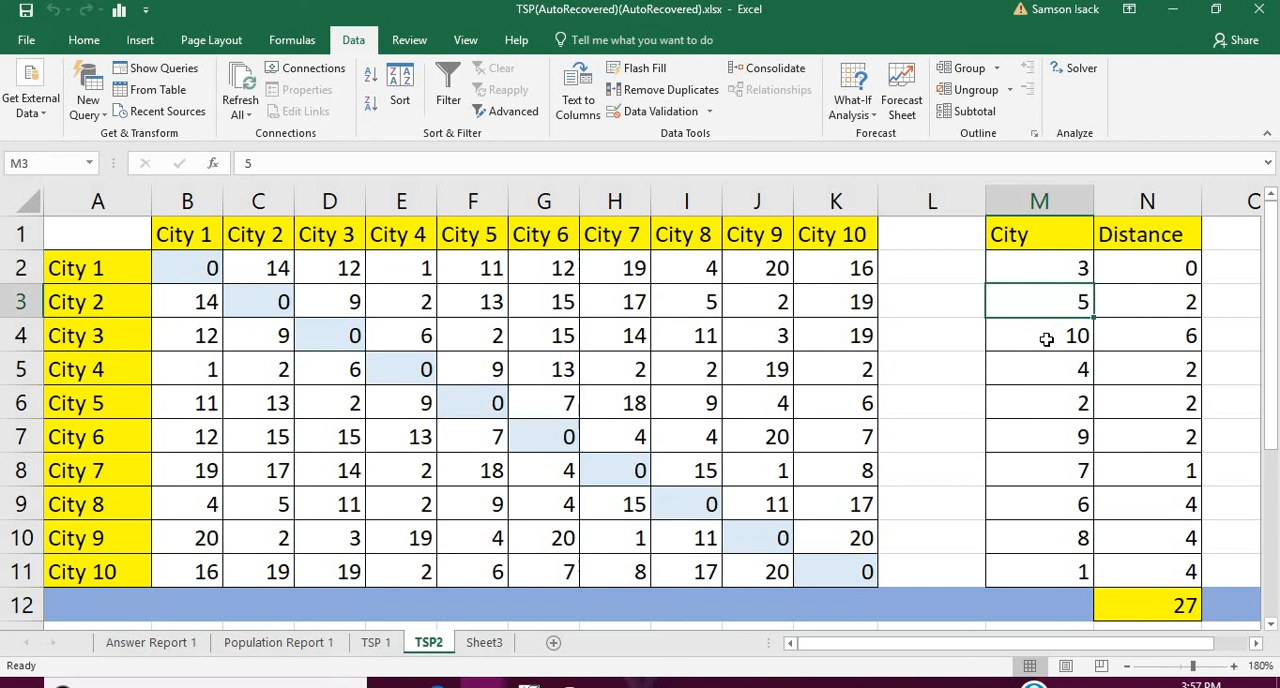 TSP(AutoRecovered)(AutoRecovered).xlsx - Excel
Samson Isack
File Home Insert Page Layout Formulas Data Review View Help Tell me what you want to do Share
Get External Data
New Query
Show Queries
From Table
Recent Sources
Get & Transform
Refresh All
Connections
Properties
Edit Links
Connections
Sort
Filter
Clear
Reapply
Advanced
Sort & Filter
Text to Columns
Flash Fill
Remove Duplicates
Data Validation
Consolidate
Relationships
Data Tools
What-If Analysis
Forecast Sheet
Forecast
Group
Ungroup
Subtotal
Outline
Solver
Analyze
M3 fx 5
A B C D E F G H I J K L M N
1 City 1 City 2 City 3 City 4 City 5 City 6 City 7 City 8 City 9 City 10 City Distance
2 City 1 0 14 12 1 11 12 19 4 20 16 3 0
3 City 2 14 0 9 2 13 15 17 5 2 19 5 2
4 City 3 12 9 0 6 2 15 14 11 3 19 10 6
5 City 4 1 2 6 0 9 13 2 2 19 2 4 2
6 City 5 11 13 2 9 0 7 18 9 4 6 2 2
7 City 6 12 15 15 13 7 0 4 4 20 7 9 2
8 City 7 19 17 14 2 18 4 0 15 1 8 7 1
9 City 8 4 5 11 2 9 4 15 0 11 17 6 4
10 City 9 20 2 3 19 4 20 1 11 0 20 8 4
11 City 10 16 19 19 2 6 7 8 17 20 0 1 4
12 27
Answer Report 1 Population Report 1 TSP 1 TSP2 Sheet3
Ready 180%